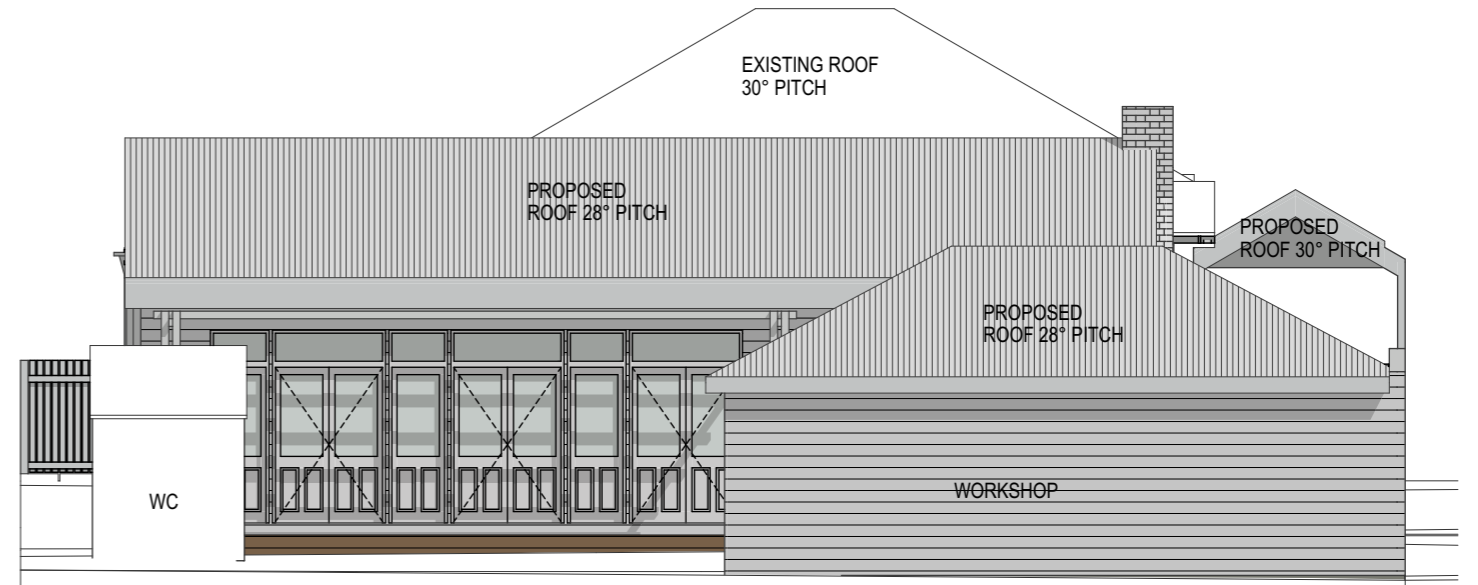 EXISTING ROOF
30° PITCH
PROPOSED
ROOF 28° PITCH
PROPOSED
ROOF 30° PITCH
PROPOSED
ROOF 28° PITCH
WC
WORKSHOP